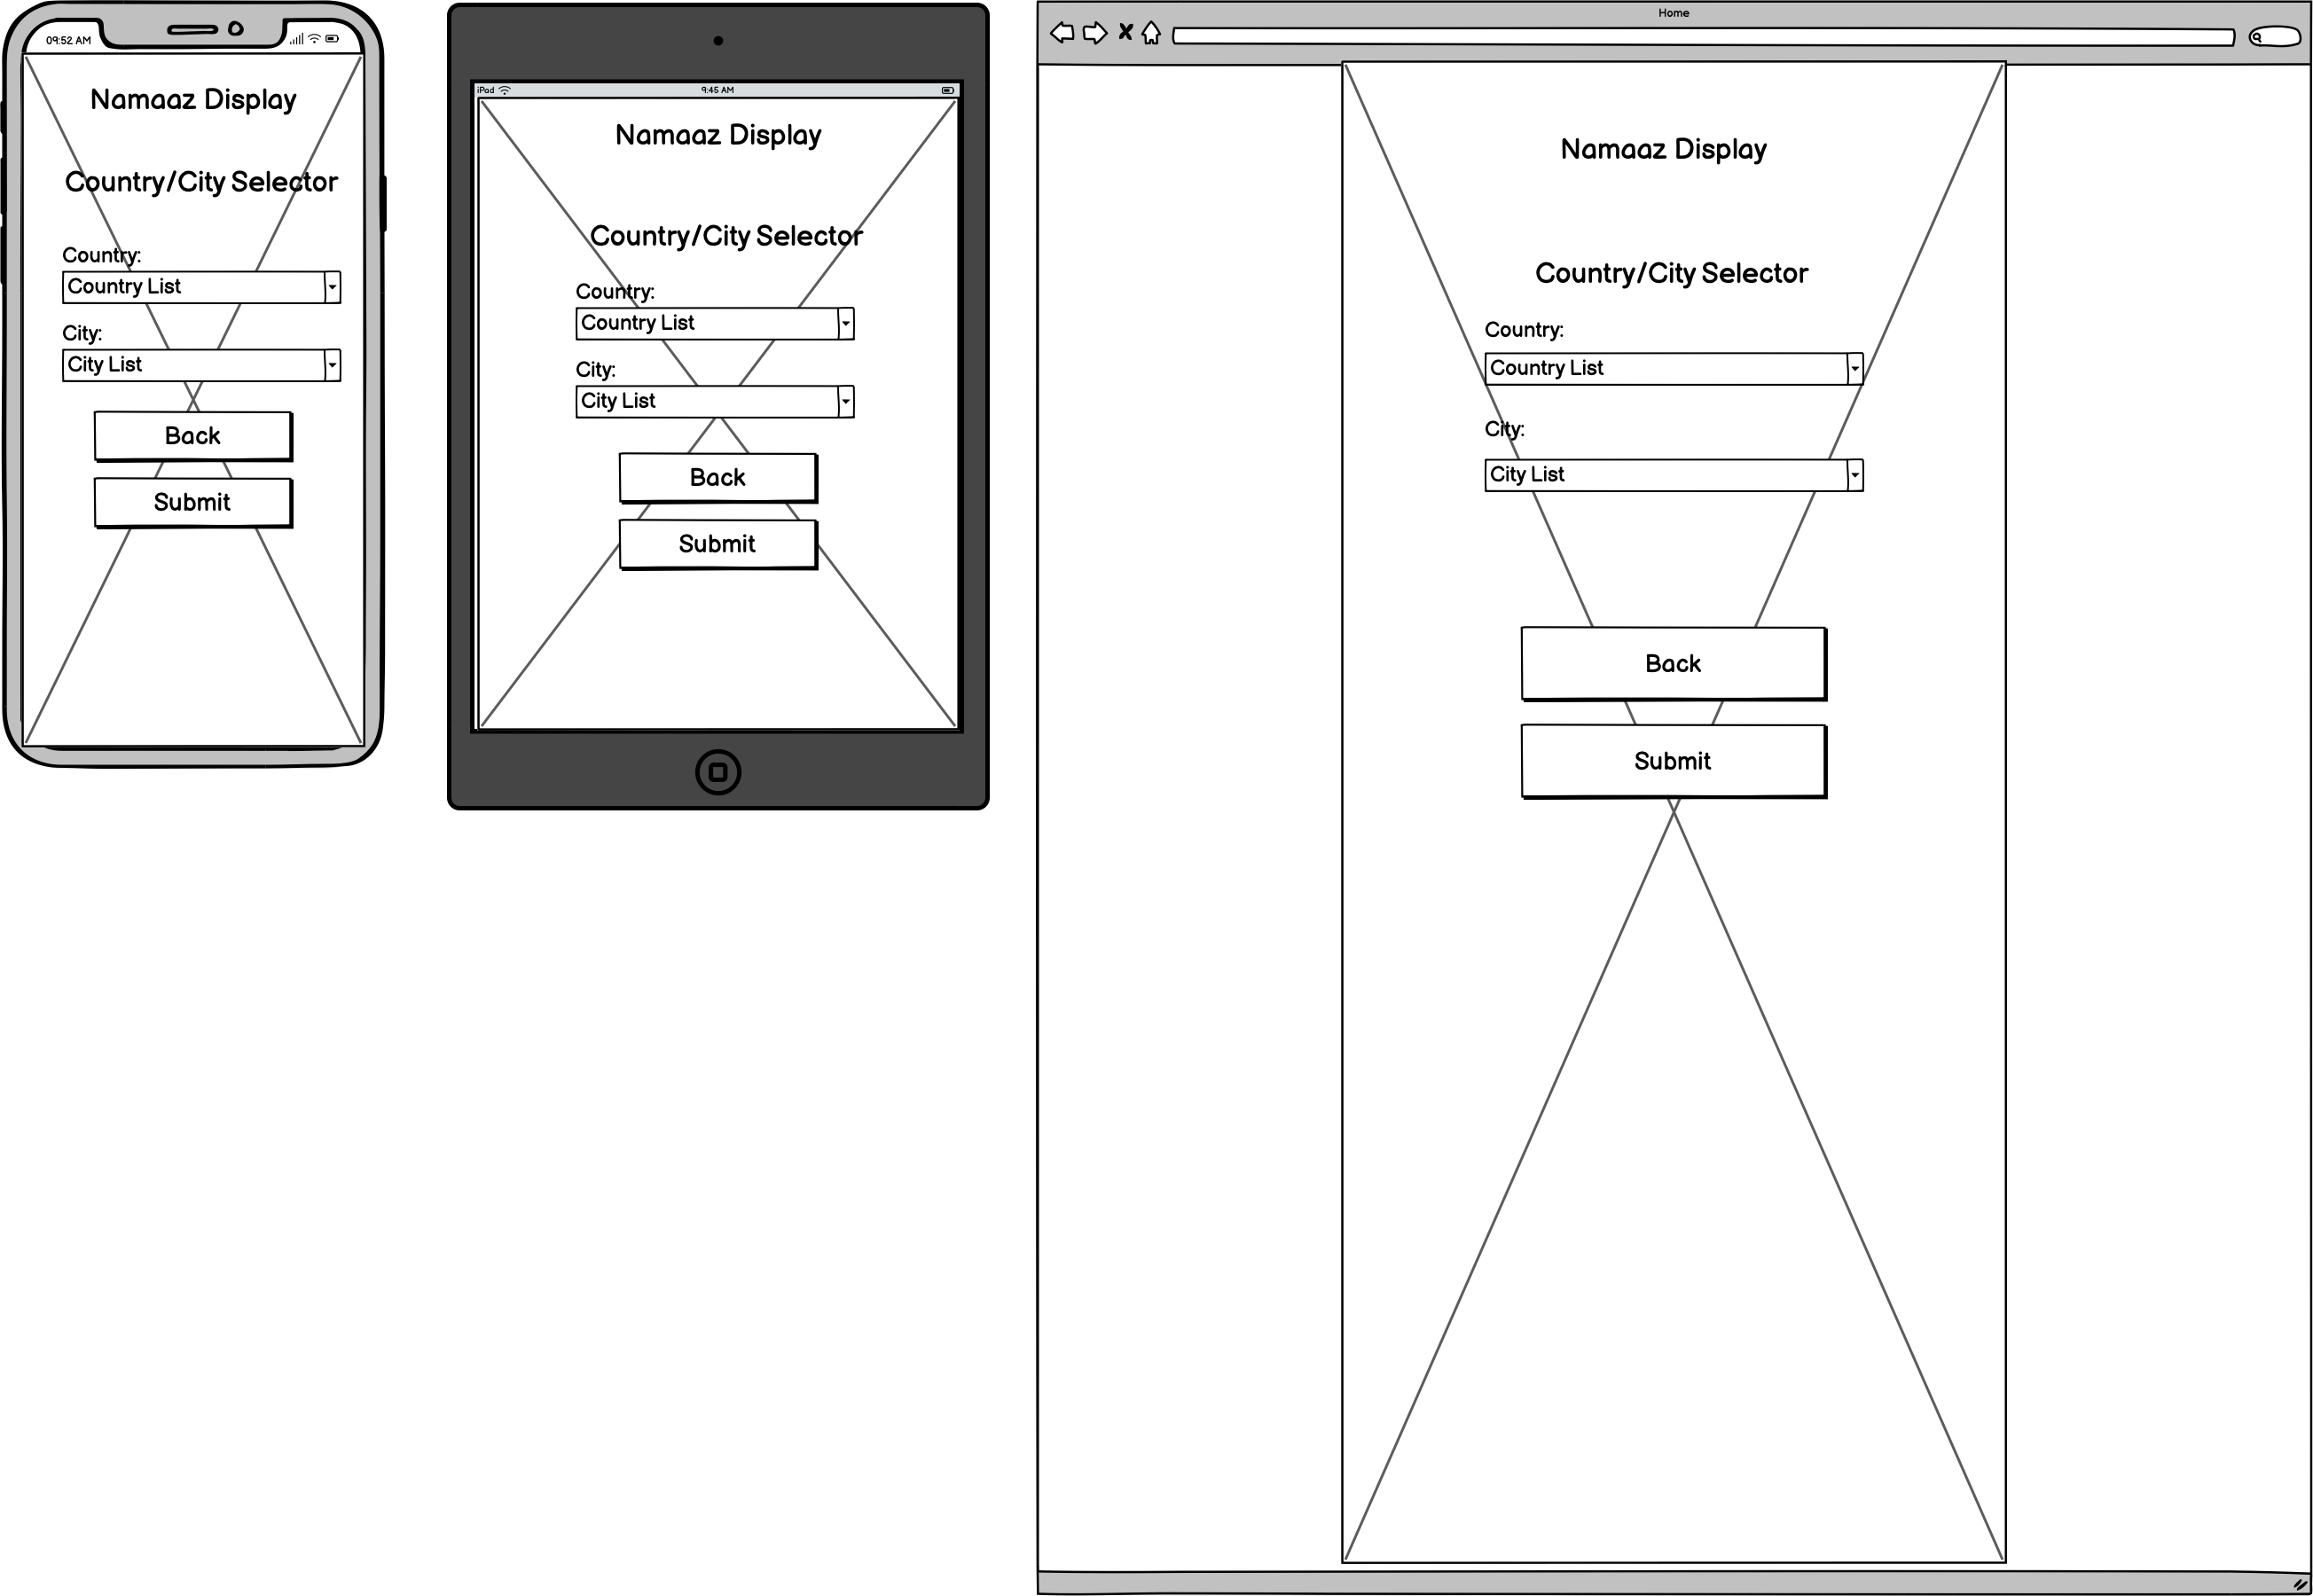 09:52 AM
Namaaz Display
Country/City Selector
Country:
Country List
City:
City List
Back
Submit
iPad
9:45 AM
Namaaz Display
Country/City Selector
Country:
Country List
City:
City List
Back
Submit
Home
Namaaz Display
Country/City Selector
Country:
Country List
City:
City List
Back
Submit